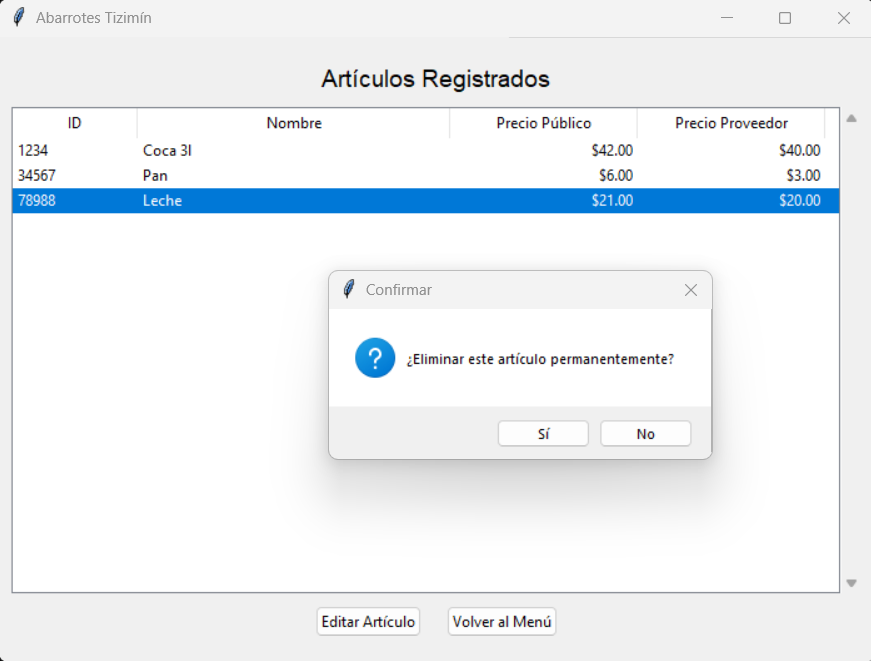 Abarrotes Tizimín
Artículos Registrados
ID Nombre Precio Público Precio Proveedor
1234 Coca 3l $42.00 $40.00
34567 Pan $6.00 $3.00
78988 Leche $21.00 $20.00
Confirmar
¿Eliminar este artículo permanentemente?
Sí No
Editar Artículo Volver al Menú